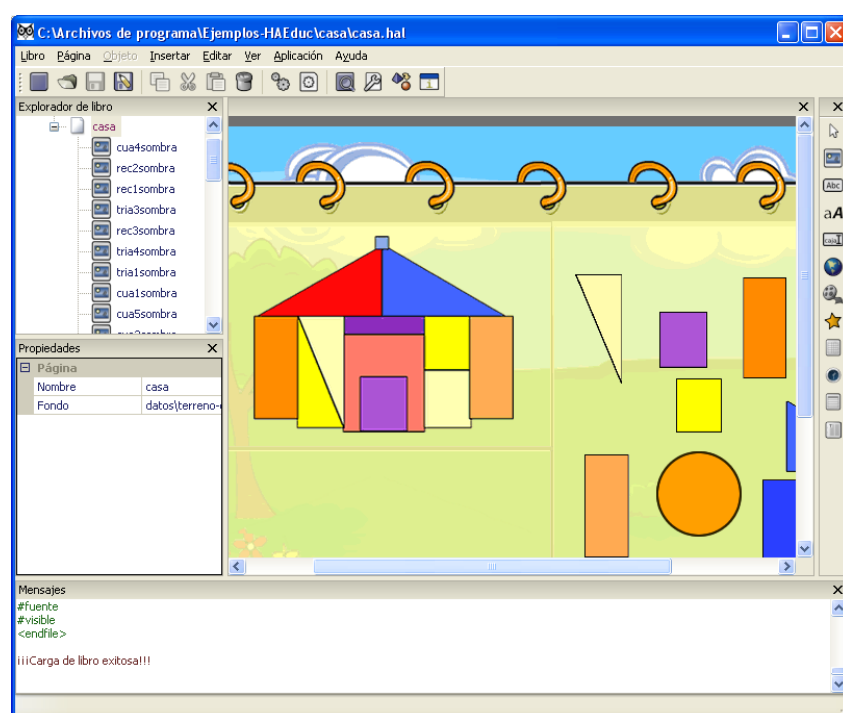 C:\Archivos de programa\Ejemplos-HAEduc\casa\casa.hal
Libro Página Objeto Insertar Editar Ver Aplicación Ayuda
Explorador de libro
casa
cua4sombra
rec2sombra
rec1sombra
tria3sombra
rec3sombra
tria4sombra
tria1sombra
cua1sombra
cua5sombra
Propiedades
Página
Nombre casa
Fondo datos\terreno-
Abc
aA
caja
Mensajes
#fuente
#visible
<endfile>
¡¡¡Carga de libro exitosa!!!